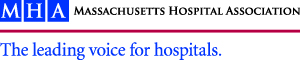 MHA MASSACHUSETTS HOSPITAL ASSOCIATION
The leading voice for hospitals.